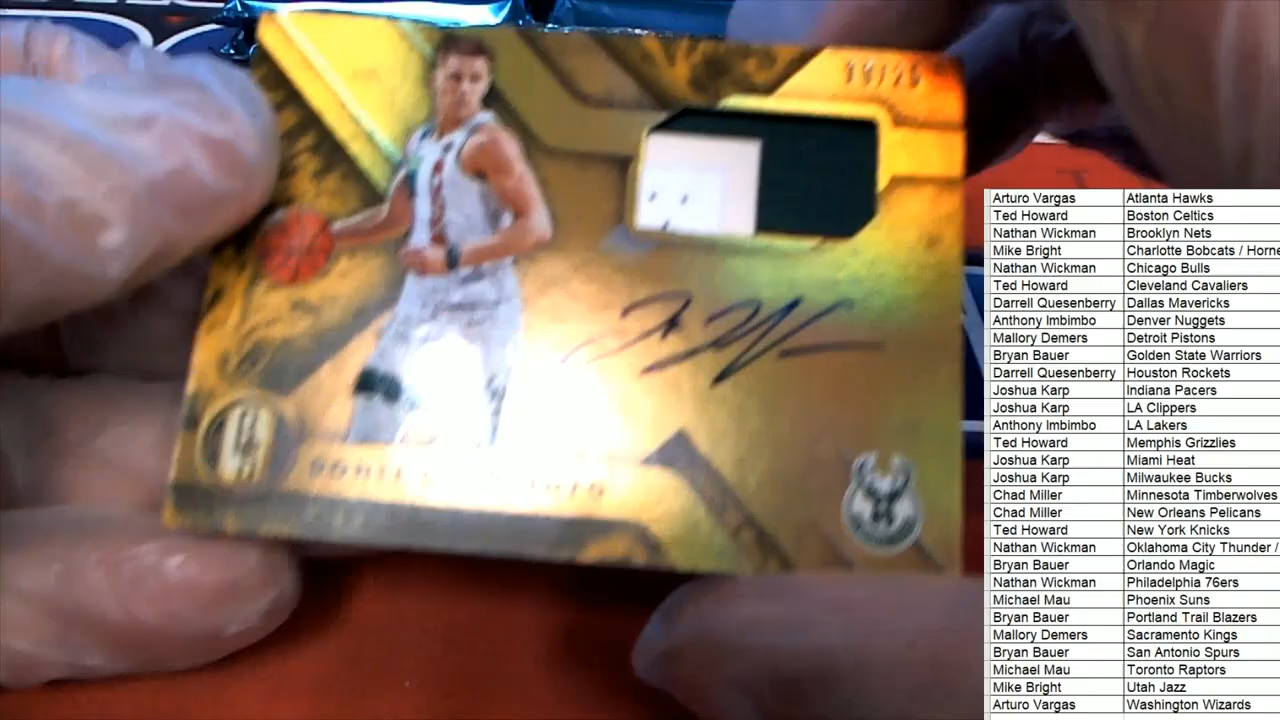 Arturo Vargas Atlanta Hawks
Ted Howard Boston Celtics
Nathan Wickman Brooklyn Nets
Mike Bright Charlotte Bobcats / Horne
Nathan Wickman Chicago Bulls
Ted Howard Cleveland Cavaliers
Darrell Quesenberry Dallas Mavericks
Anthony Imbimbo Denver Nuggets
Mallory Demers Detroit Pistons
Bryan Bauer Golden State Warriors
Darrell Quesenberry Houston Rockets
Joshua Karp Indiana Pacers
Joshua Karp LA Clippers
Anthony Imbimbo LA Lakers
Ted Howard Memphis Grizzlies
Joshua Karp Miami Heat
Joshua Karp Milwaukee Bucks
Chad Miller Minnesota Timberwolves
Chad Miller New Orleans Pelicans
Ted Howard New York Knicks
Nathan Wickman Oklahoma City Thunder /
Bryan Bauer Orlando Magic
Nathan Wickman Philadelphia 76ers
Michael Mau Phoenix Suns
Bryan Bauer Portland Trail Blazers
Mallory Demers Sacramento Kings
Bryan Bauer San Antonio Spurs
Michael Mau Toronto Raptors
Mike Bright Utah Jazz
Arturo Vargas Washington Wizards